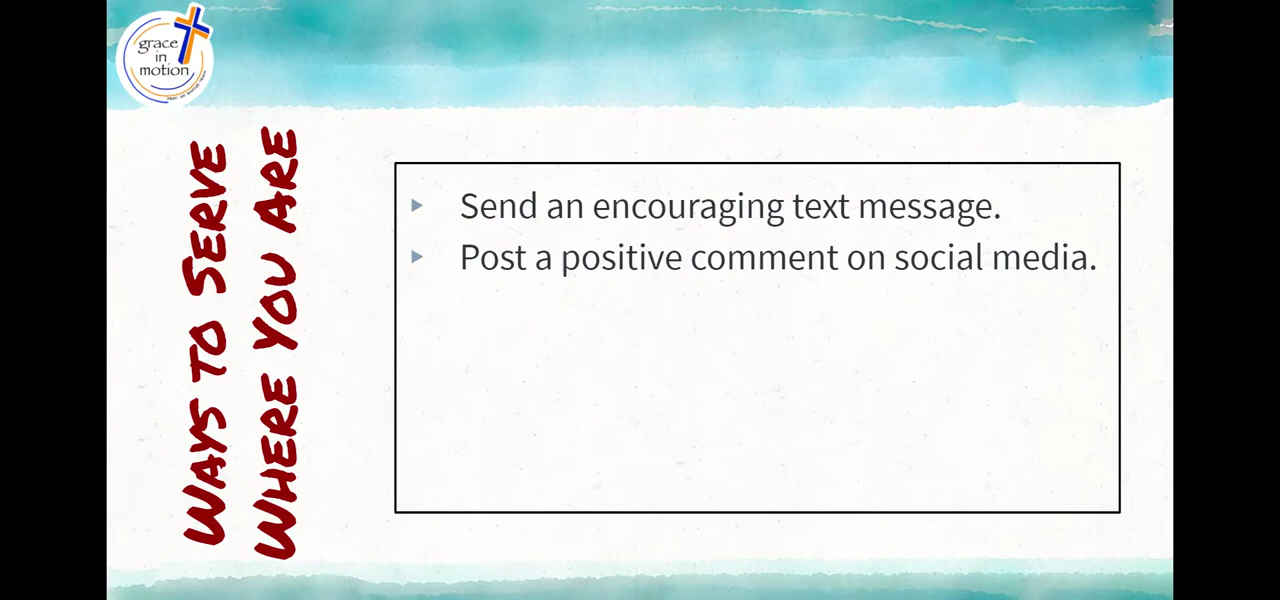 grace
in
motion
Ways to Serve
Where You Are
Send an encouraging text message.
Post a positive comment on social media.